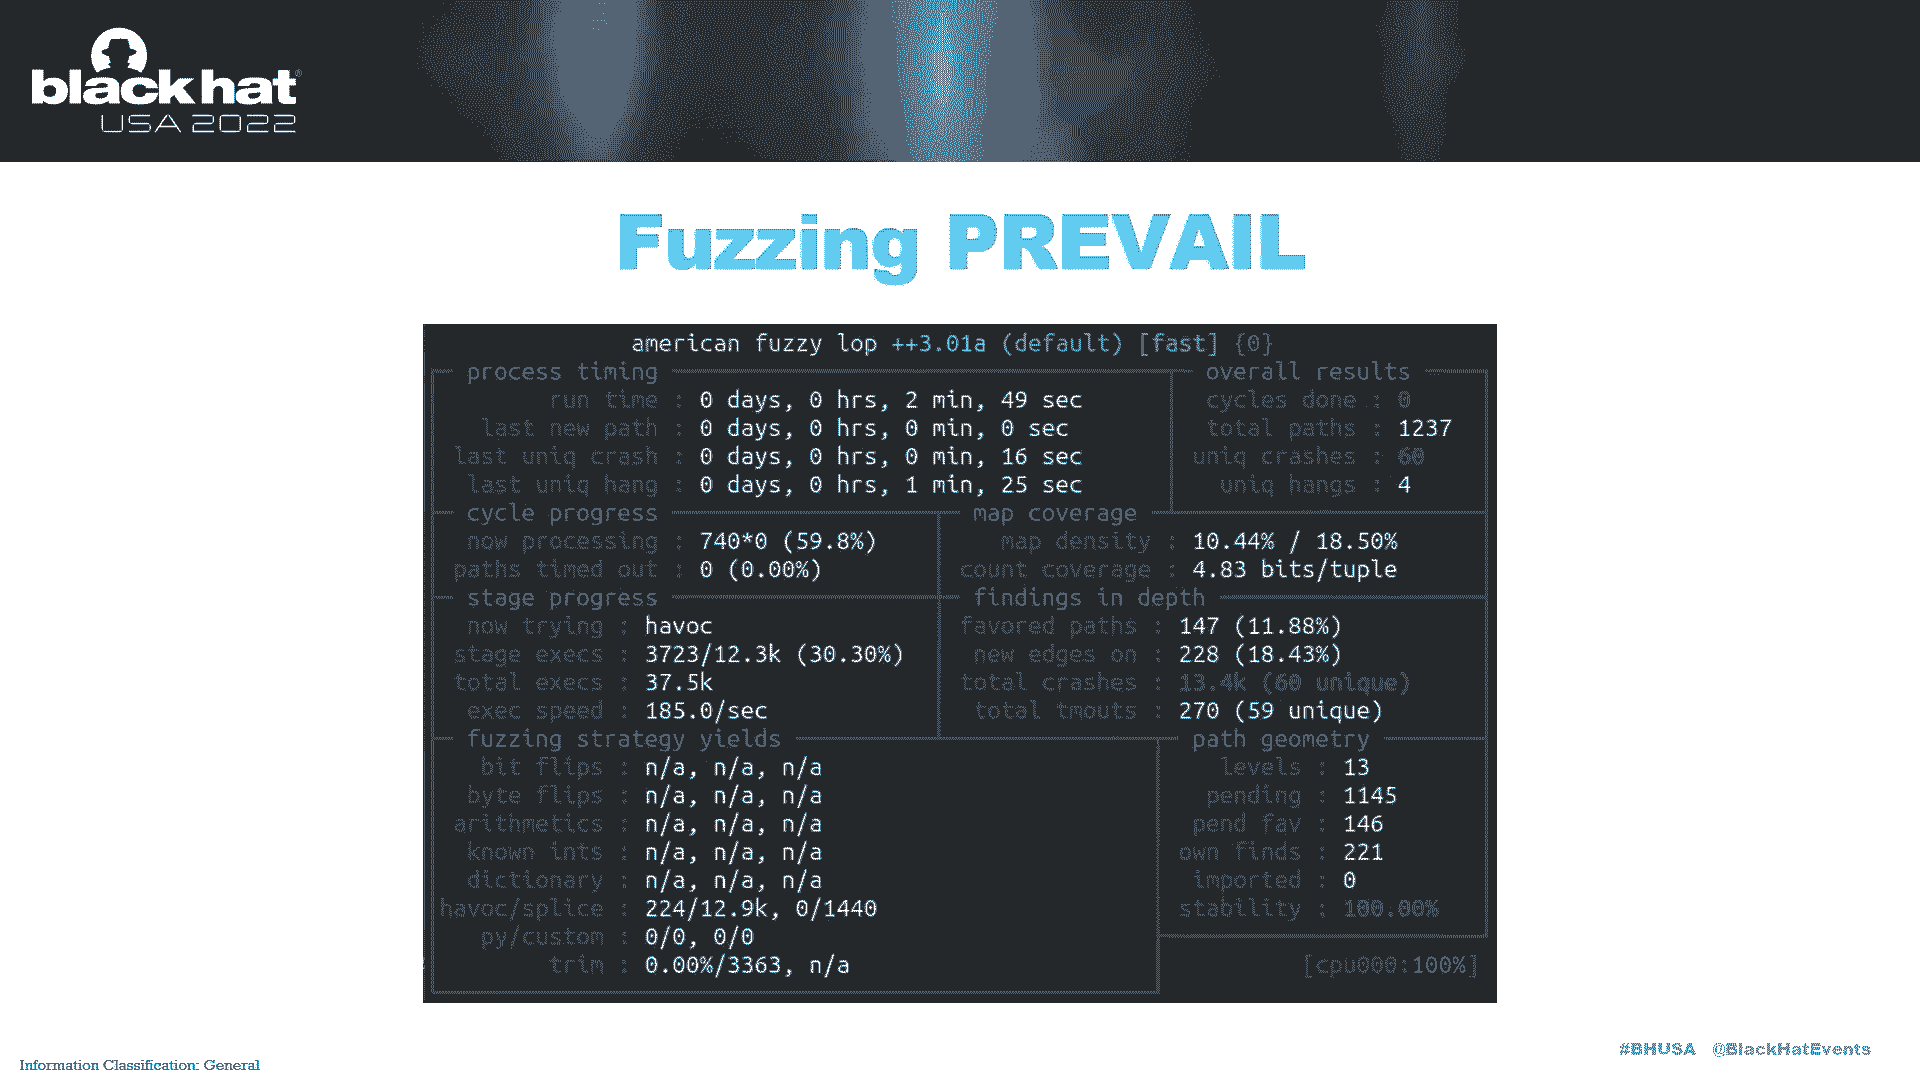 black hat®
USA 2022
Fuzzing PREVAIL
american fuzzy lop ++3.01a (default) [fast] {0}
process timing
run time : 0 days, 0 hrs, 2 min, 49 sec
last new path : 0 days, 0 hrs, 0 min, 0 sec
last uniq crash : 0 days, 0 hrs, 0 min, 16 sec
last uniq hang : 0 days, 0 hrs, 1 min, 25 sec
overall results
cycles done : 0
total paths : 1237
uniq crashes : 60
uniq hangs : 4
cycle progress
now processing : 740*0 (59.8%)
paths timed out : 0 (0.00%)
map coverage
map density : 10.44% / 18.50%
count coverage : 4.83 bits/tuple
stage progress
now trying : havoc
stage execs : 3723/12.3k (30.30%)
total execs : 37.5k
exec speed : 185.0/sec
findings in depth
favored paths : 147 (11.88%)
new edges on : 228 (18.43%)
total crashes : 13.4k (60 unique)
total tmouts : 270 (59 unique)
fuzzing strategy yields
bit flips : n/a, n/a, n/a
byte flips : n/a, n/a, n/a
arithmetics : n/a, n/a, n/a
known ints : n/a, n/a, n/a
dictionary : n/a, n/a, n/a
havoc/splice : 224/12.9k, 0/1440
py/custom : 0/0, 0/0
trim : 0.00%/3363, n/a
path geometry
levels : 13
pending : 1145
pend fav : 146
own finds : 221
imported : 0
stability : 100.00%
[cpu000:100%]
#BHUSA @BlackHatEvents
Information Classification: General